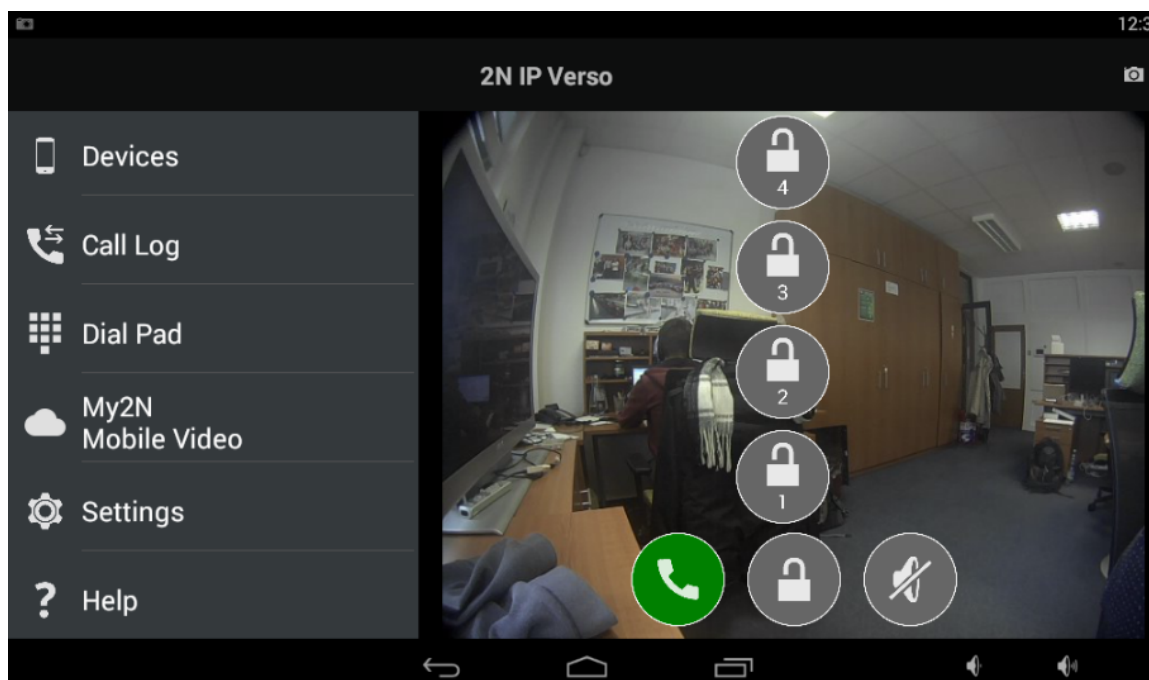 12:3
2N IP Verso
Devices
Call Log
Dial Pad
My2N
Mobile Video
Settings
Help
4
3
2
1